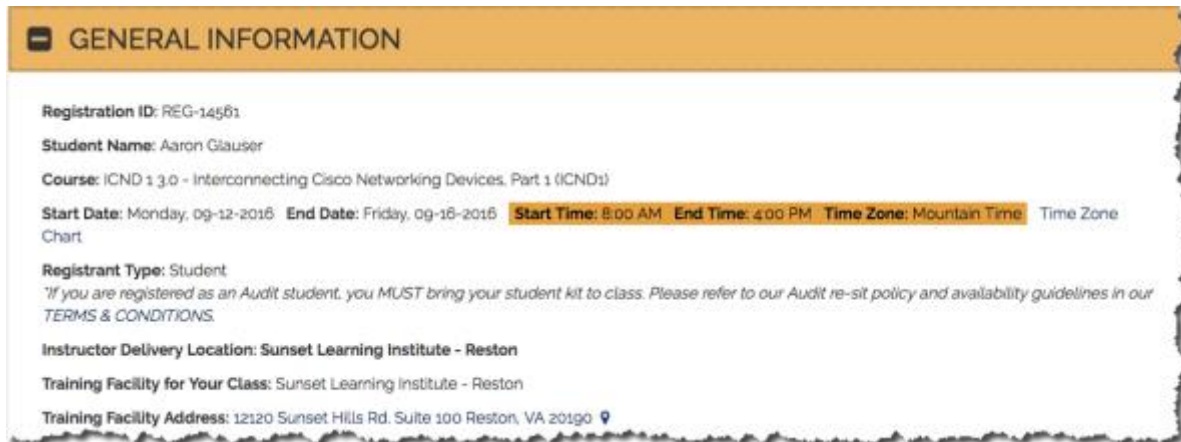 GENERAL INFORMATION
Registration ID: REG-14561
Student Name: Aaron Glauser
Course: ICND 1 3.0 - Interconnecting Cisco Networking Devices, Part 1 (ICND1)
Start Date: Monday, 09-12-2016 End Date: Friday, 09-16-2016 Start Time: 8:00 AM End Time: 4:00 PM Time Zone: Mountain Time Time Zone
Chart
Registrant Type: Student
*If you are registered as an Audit student, you MUST bring your student kit to class. Please refer to our Audit re-sit policy and availability guidelines in our
TERMS & CONDITIONS.
Instructor Delivery Location: Sunset Learning Institute - Reston
Training Facility for Your Class: Sunset Learning Institute - Reston
Training Facility Address: 12120 Sunset Hills Rd. Suite 100 Reston, VA 20190